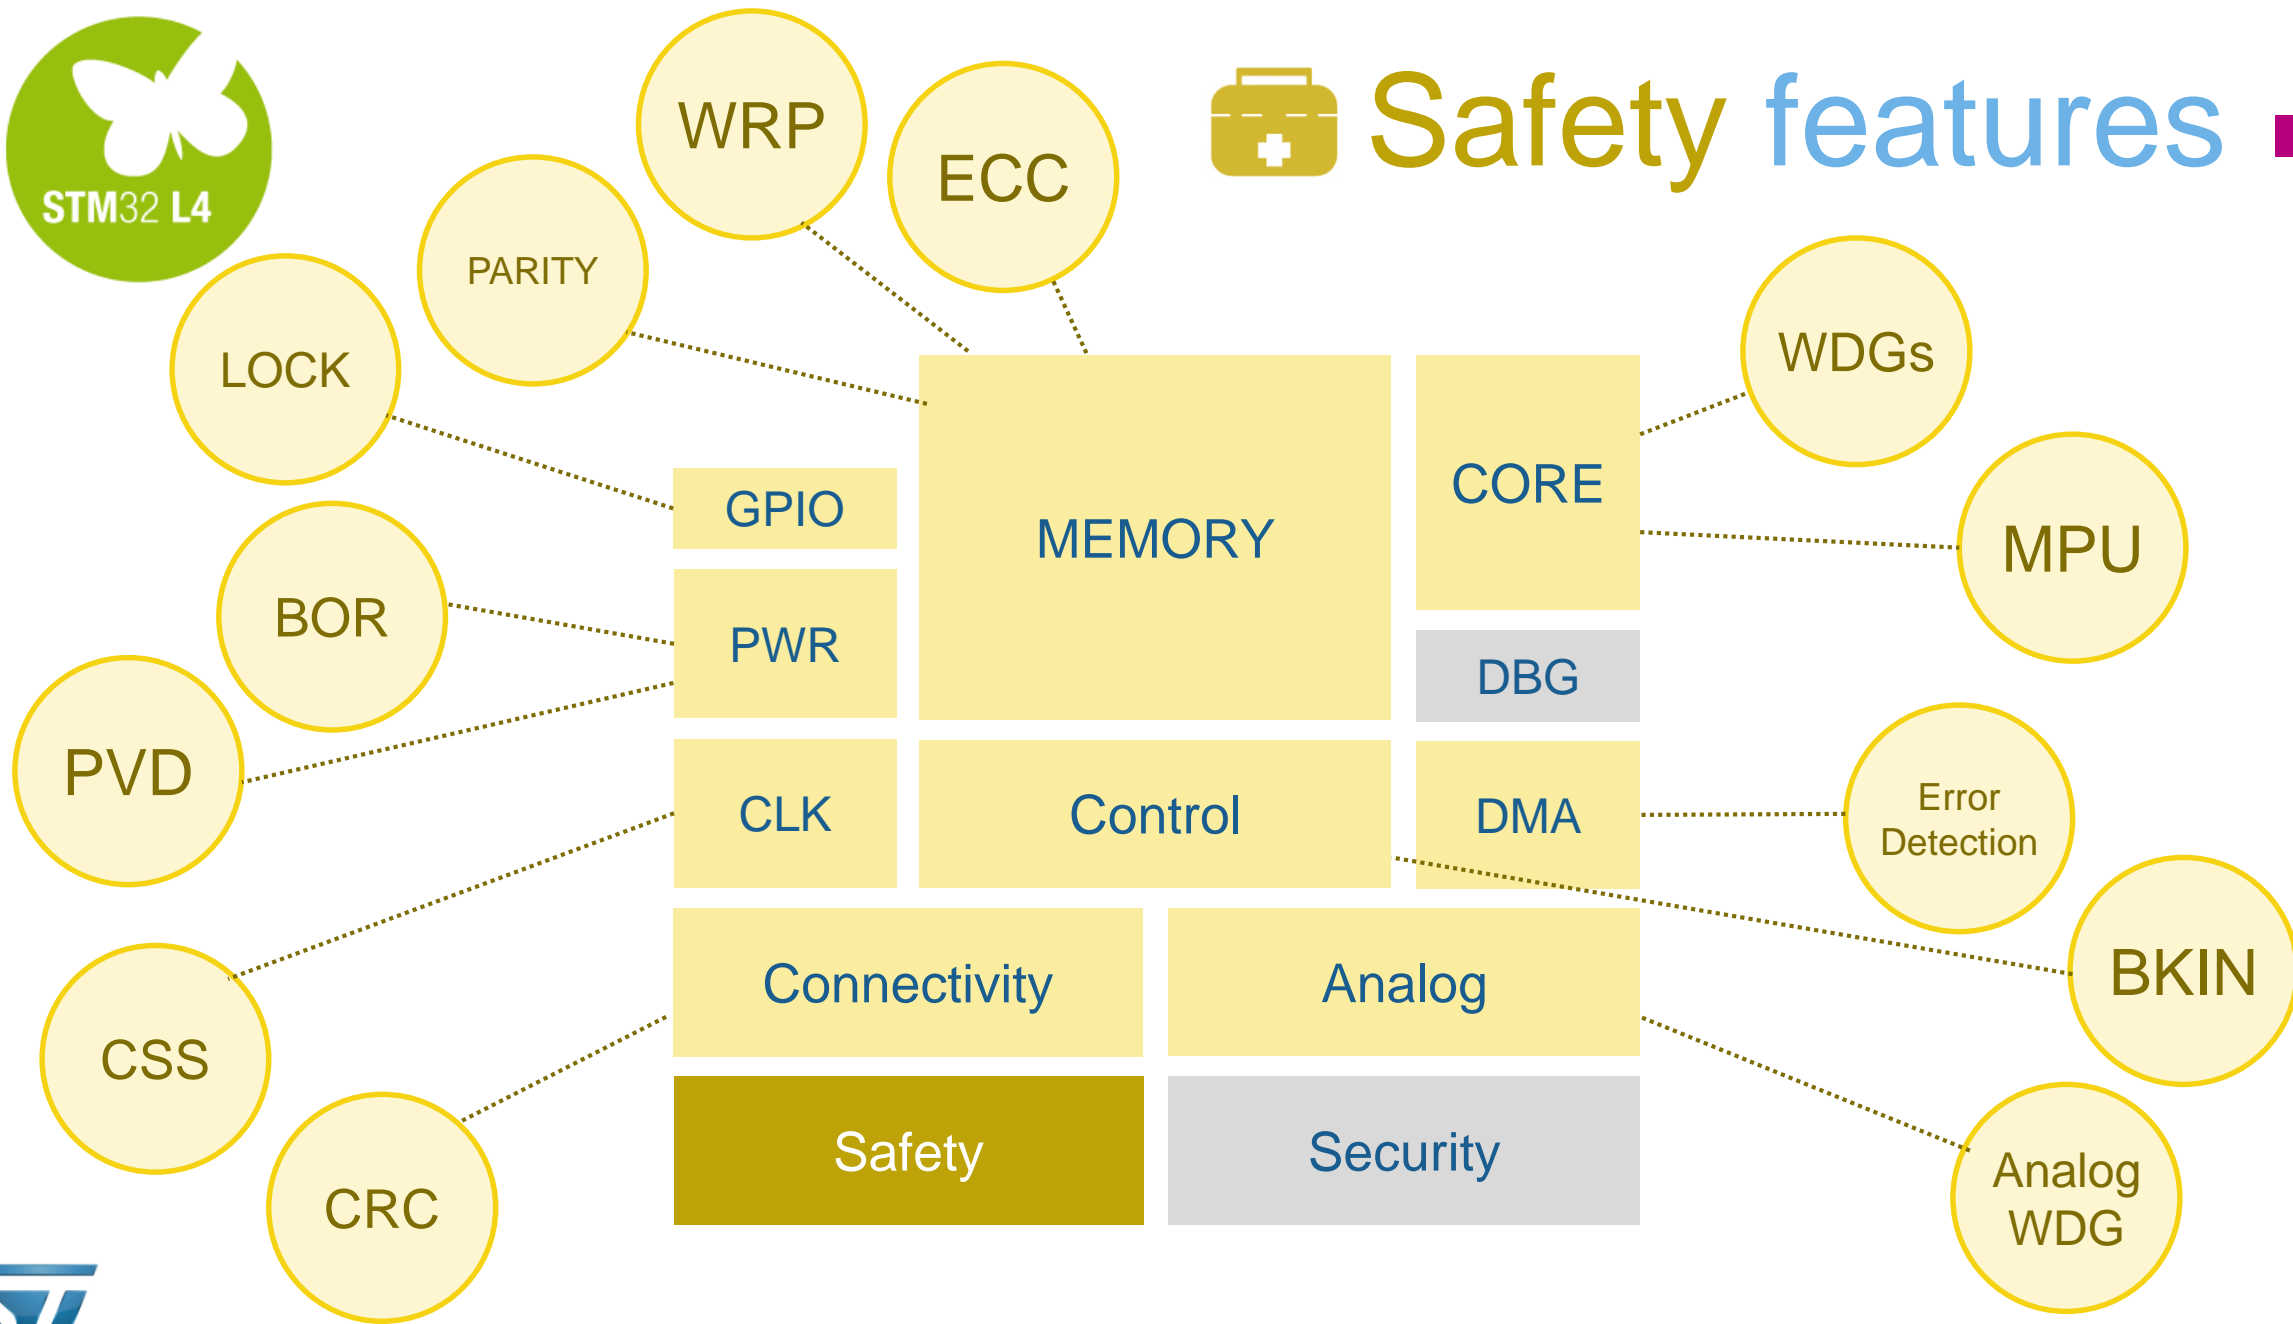 STM32 L4
Safety features
WRP
ECC
PARITY
LOCK
WDGs
GPIO
MEMORY
CORE
MPU
BOR
PWR
DBG
PVD
CLK
Control
DMA
Error
Detection
Connectivity
Analog
BKIN
CSS
Safety
Security
CRC
Analog
WDG